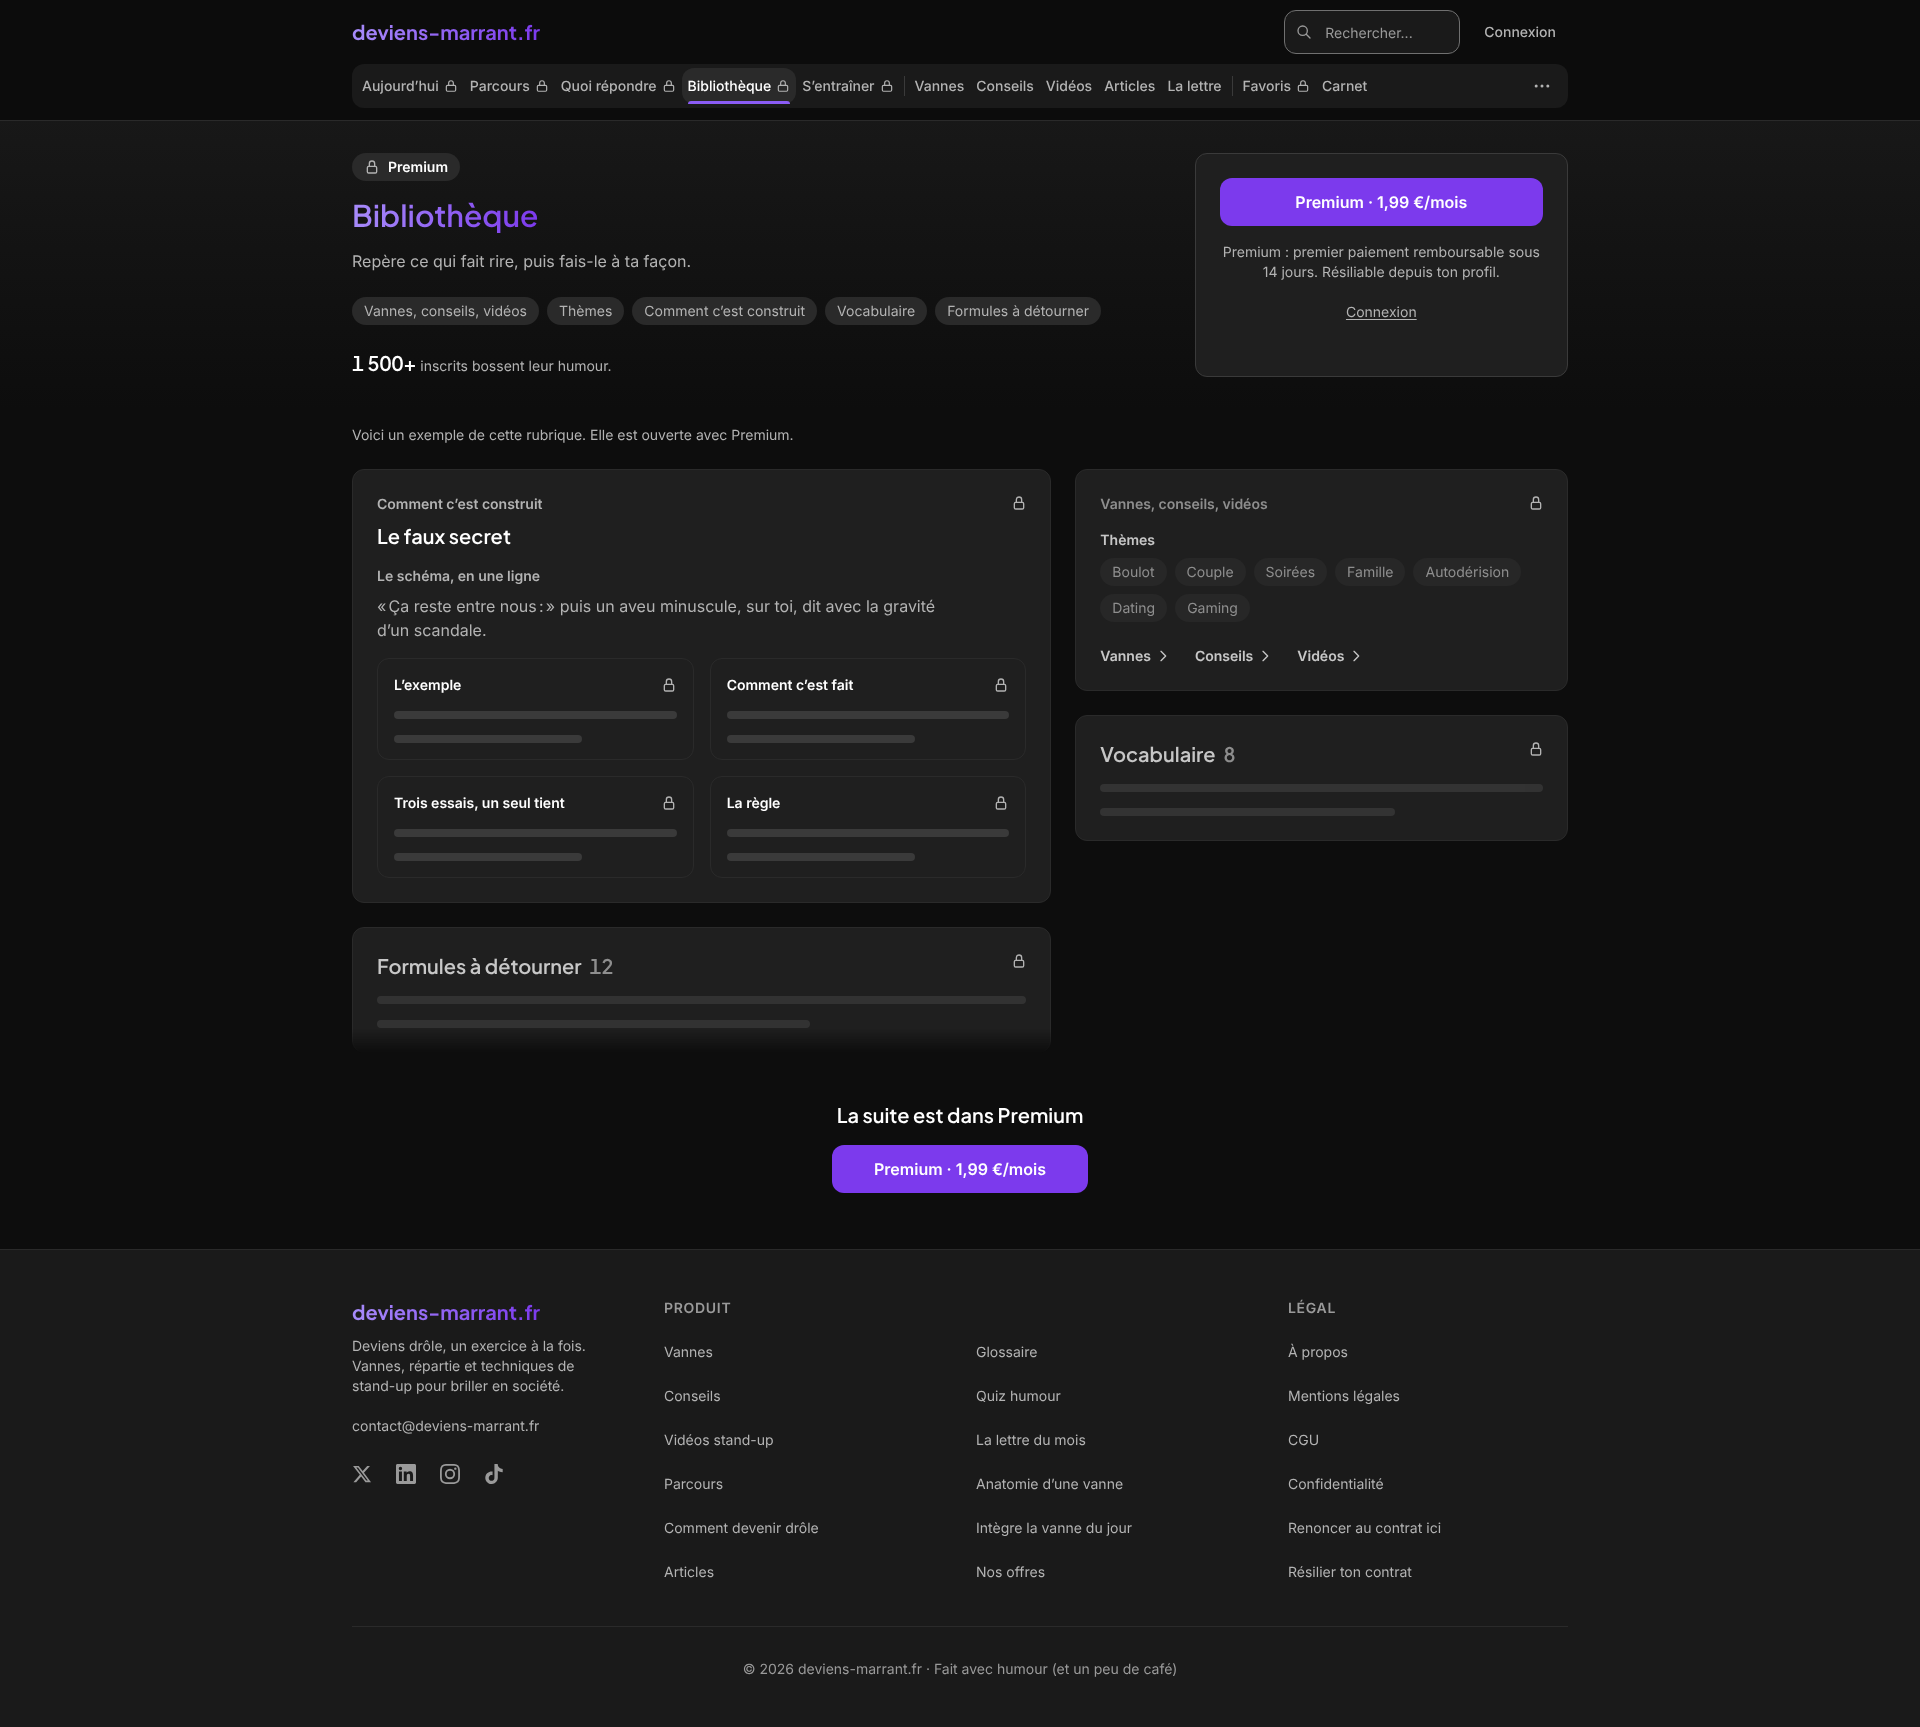 deviens-marrant.fr
Rechercher...
Connexion
Aujourd’hui
Parcours
Quoi répondre
Bibliothèque
S’entraîner
Vannes
Conseils
Vidéos
Articles
La lettre
Favoris
Carnet
Premium
Bibliothèque
Repère ce qui fait rire, puis fais-le à ta façon.
Vannes, conseils, vidéos
Thèmes
Comment c’est construit
Vocabulaire
Formules à détourner
1 500+ inscrits bossent leur humour.
Premium · 1,99 €/mois
Premium : premier paiement remboursable sous
14 jours. Résiliable depuis ton profil.
Connexion
Voici un exemple de cette rubrique. Elle est ouverte avec Premium.
Comment c’est construit
Le faux secret
Le schéma, en une ligne
« Ça reste entre nous : » puis un aveu minuscule, sur toi, dit avec la gravité
d’un scandale.
L’exemple
Comment c’est fait
Trois essais, un seul tient
La règle
Formules à détourner 12
Vannes, conseils, vidéos
Thèmes
Boulot
Couple
Soirées
Famille
Autodérision
Dating
Gaming
Vannes
Conseils
Vidéos
Vocabulaire 8
La suite est dans Premium
Premium · 1,99 €/mois
deviens-marrant.fr
Deviens drôle, un exercice à la fois.
Vannes, répartie et techniques de
stand-up pour briller en société.
contact@deviens-marrant.fr
PRODUIT
Vannes
Conseils
Vidéos stand-up
Parcours
Comment devenir drôle
Articles
Glossaire
Quiz humour
La lettre du mois
Anatomie d’une vanne
Intègre la vanne du jour
Nos offres
LÉGAL
À propos
Mentions légales
CGU
Confidentialité
Renoncer au contrat ici
Résilier ton contrat
© 2026 deviens-marrant.fr · Fait avec humour (et un peu de café)